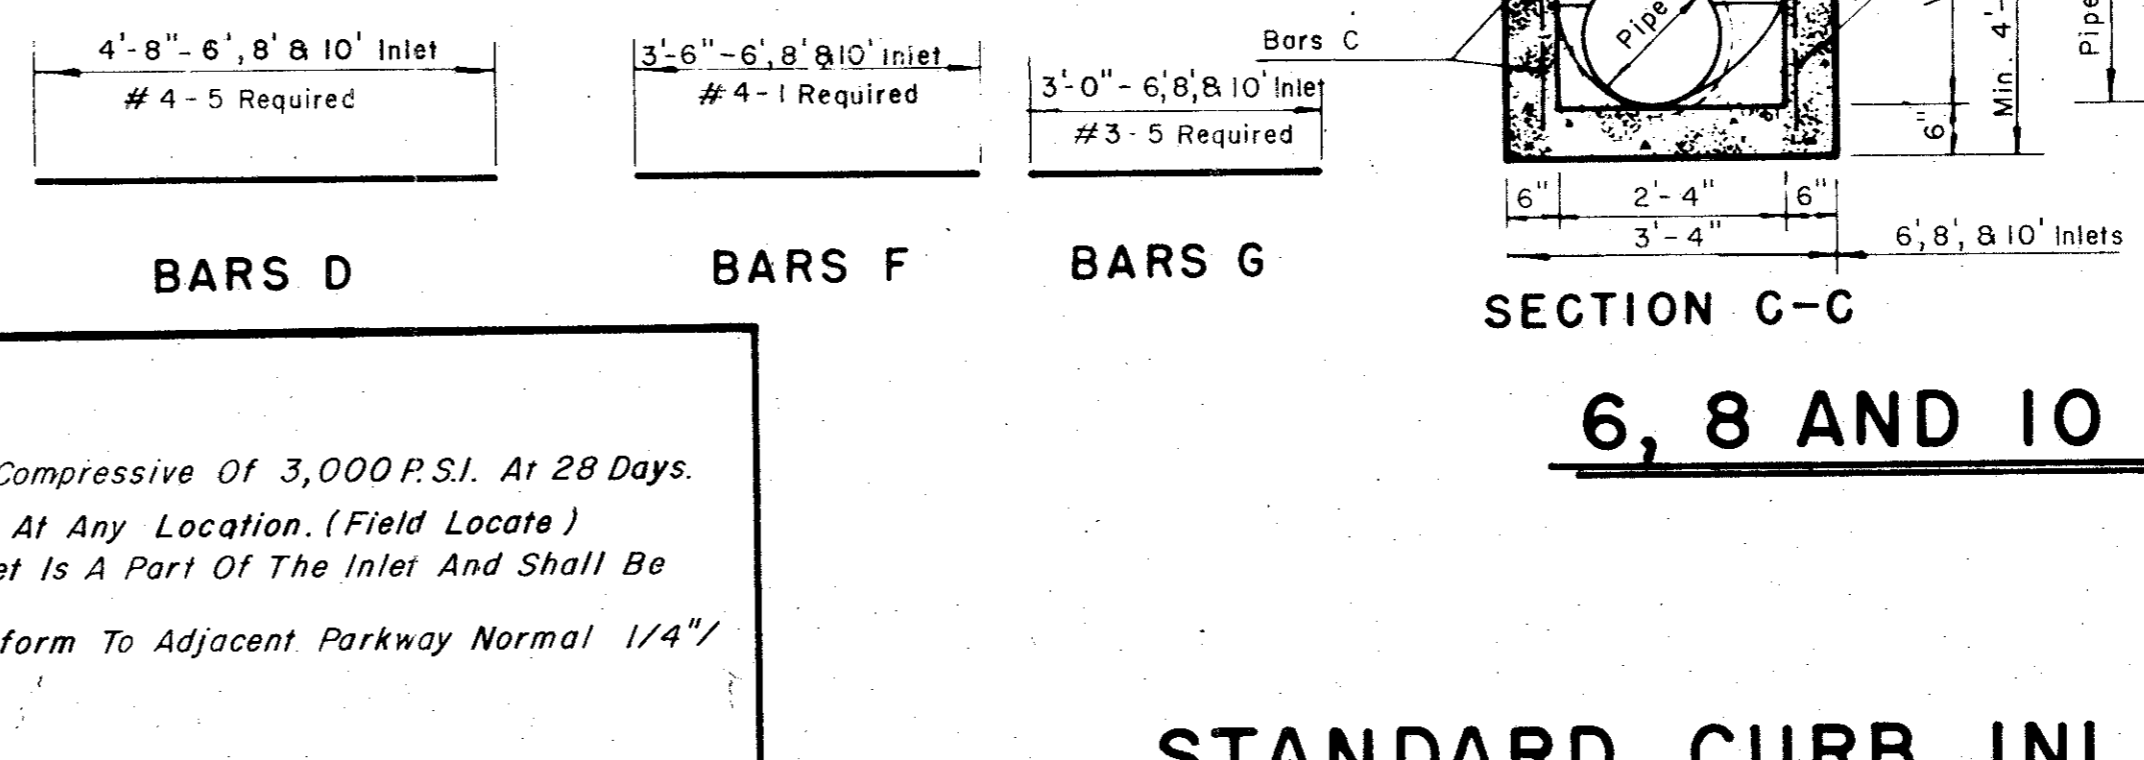 4'-8"- 6', 8' & 10' Inlet
# 4 - 5 Required
BARS D
3'-6"-6', 8' & 10' Inlet
# 4 - 1 Required
BARS F
3'-0"- 6', 8', & 10' Inlet
#3 - 5 Required
BARS G
Bars C
Pipe
6"
Min. 4'-
Pipe
6"
2'-4"
6"
3'-4"
6', 8', & 10' Inlets
SECTION C-C
6, 8 AND 10
Compressive Of 3,000 P.S.I. At 28 Days.
At Any Location. (Field Locate)
Is A Part Of The Inlet And Shall Be
form To Adjacent Parkway Normal 1/4"/
STANDARD CURB